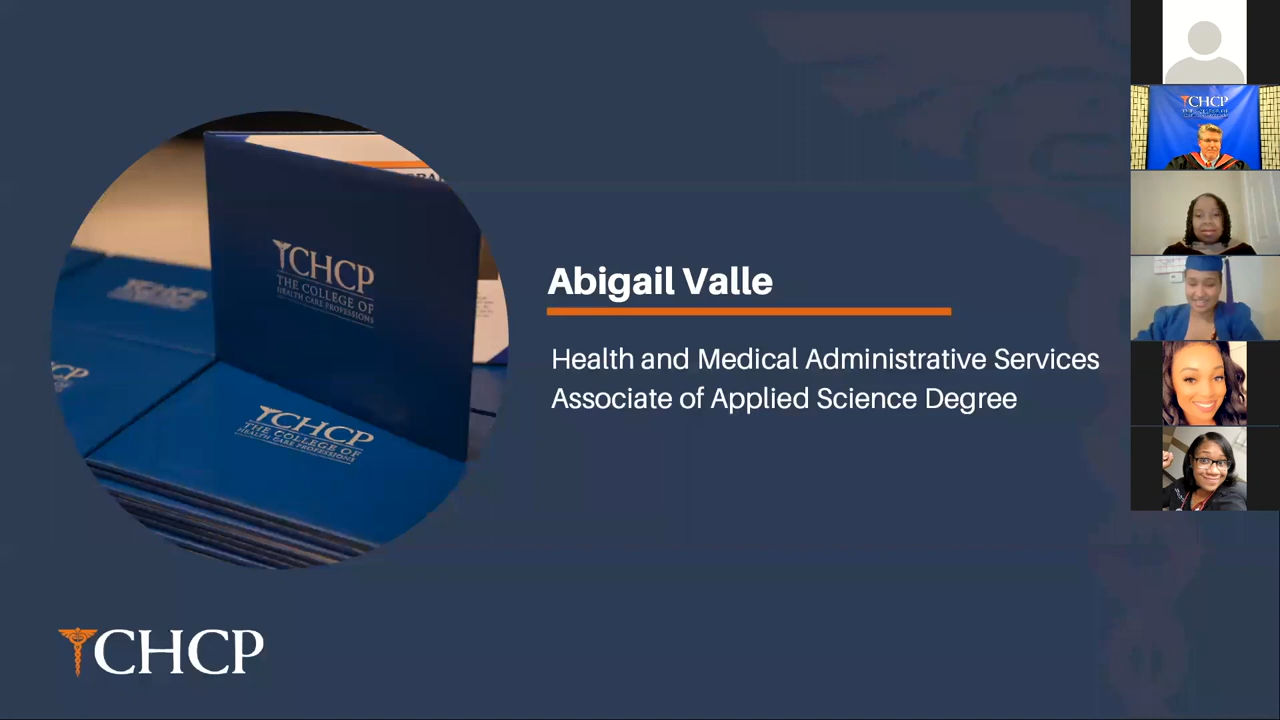 CHCP
THE COLLEGE OF
HEALTH CARE PROFESSIONS
CHCP
THE COLLEGE OF
HEALTH CARE PROFESSIONS
Abigail Valle
Health and Medical Administrative Services
Associate of Applied Science Degree
CHCP
CHCP